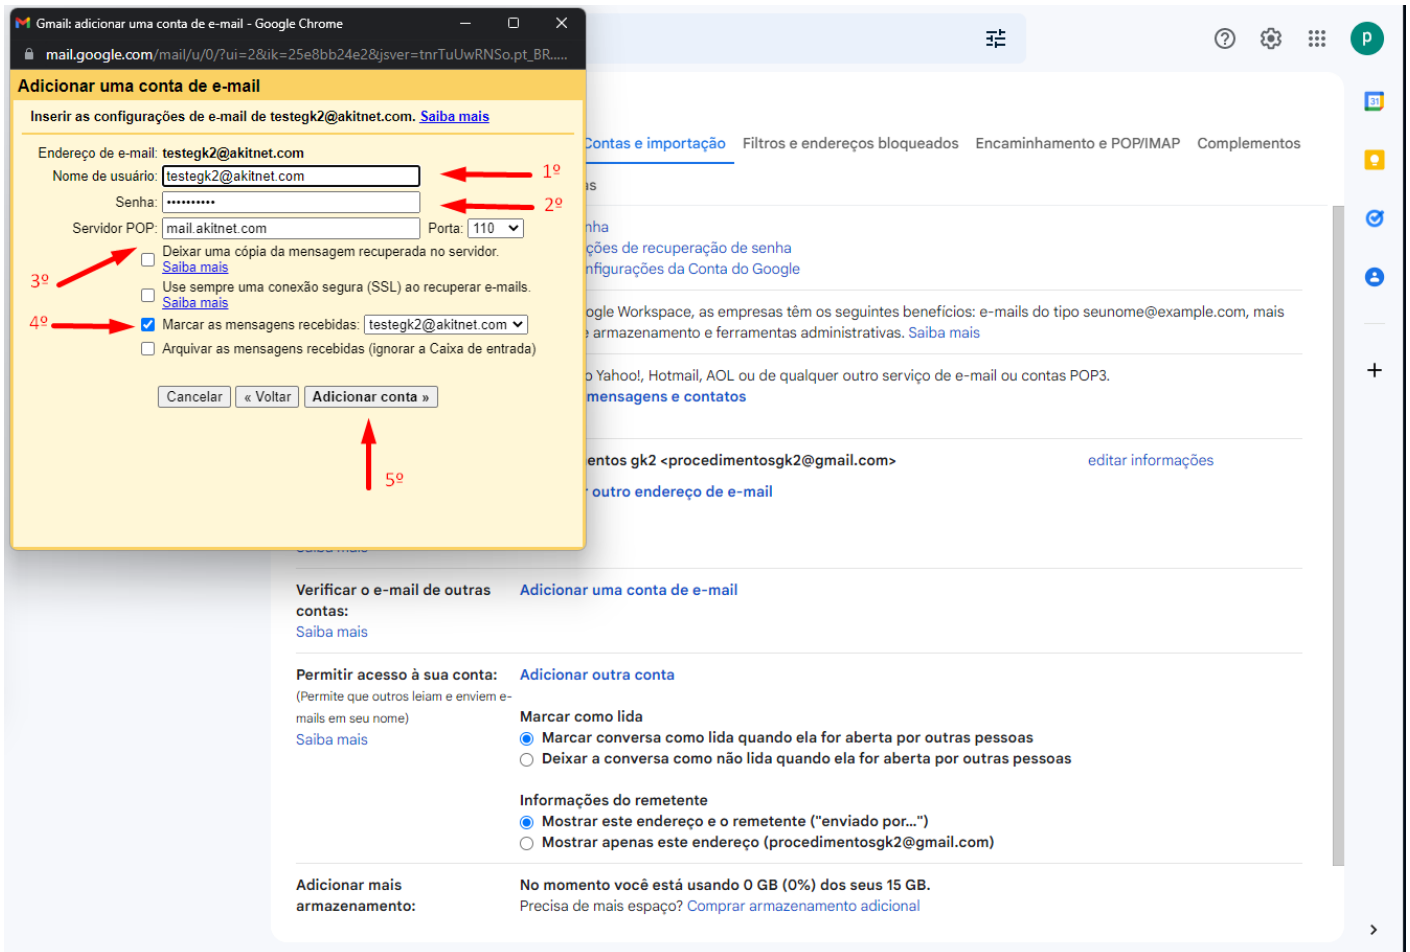 Gmail: adicionar uma conta de e-mail - Google Chrome
mail.google.com/mail/u/0/?ui=2&ik=25e8bb24e2&jsver=tnrTuUwRNSo.pt_BR.....
Adicionar uma conta de e-mail
Inserir as configurações de e-mail de testegk2@akitnet.com. Saiba mais
Endereço de e-mail: testegk2@akitnet.com
Nome de usuário: testegk2@akitnet.com
1º
Senha: ••••••••••
2º
Servidor POP: mail.akitnet.com Porta: 110
Deixar uma cópia da mensagem recuperada no servidor.
Saiba mais
3º
Use sempre uma conexão segura (SSL) ao recuperar e-mails.
Saiba mais
4º
Marcar as mensagens recebidas: testegk2@akitnet.com
Arquivar as mensagens recebidas (ignorar a Caixa de entrada)
Cancelar « Voltar Adicionar conta »
5º
p
31
Contas e importação Filtros e endereços bloqueados Encaminhamento e POP/IMAP Complementos
as
nha
ções de recuperação de senha
nfigurações da Conta do Google
ogle Workspace, as empresas têm os seguintes benefícios: e-mails do tipo seunome@example.com, mais
armazenamento e ferramentas administrativas. Saiba mais
o Yahoo!, Hotmail, AOL ou de qualquer outro serviço de e-mail ou contas POP3.
mensagens e contatos
entos gk2 <procedimentosgk2@gmail.com> editar informações
outro endereço de e-mail
Saiba mais
Verificar o e-mail de outras
contas:
Saiba mais
Adicionar uma conta de e-mail
Permitir acesso à sua conta:
(Permite que outros leiam e enviem e-
mails em seu nome)
Saiba mais
Adicionar outra conta
Marcar como lida
Marcar conversa como lida quando ela for aberta por outras pessoas
Deixar a conversa como não lida quando ela for aberta por outras pessoas
Informações do remetente
Mostrar este endereço e o remetente ("enviado por...")
Mostrar apenas este endereço (procedimentosgk2@gmail.com)
Adicionar mais
armazenamento:
No momento você está usando 0 GB (0%) dos seus 15 GB.
Precisa de mais espaço? Comprar armazenamento adicional